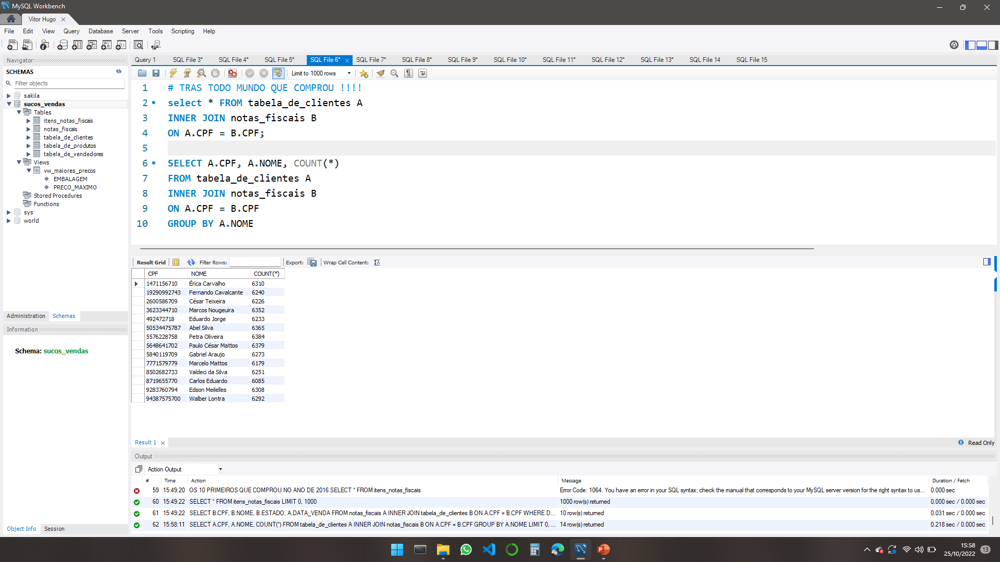 MySQL Workbench
Vitor Hugo
File Edit View Query Database Server Tools Scripting Help
Navigator
SCHEMAS
Filter objects
sakila
sucos_vendas
Tables
itens_notas_fiscais
notas_fiscais
tabela_de_clientes
tabela_de_produtos
tabela_de_vendedores
Views
vw_maiores_precos
EMBALAGEM
PRECO_MAXIMO
Stored Procedures
Functions
sys
world
Administration Schemas
Information
Schema: sucos_vendas
Object Info Session
Query 1 SQL File 3* SQL File 4* SQL File 5* SQL File 6* SQL File 7* SQL File 8* SQL File 9* SQL File 10* SQL File 11* SQL File 12* SQL File 13* SQL File 14 SQL File 15
Limit to 1000 rows
1 # TRAS TODO MUNDO QUE COMPROU !!!!
2 select * FROM tabela_de_clientes A
3 INNER JOIN notas_fiscais B
4 ON A.CPF = B.CPF;
5
6 SELECT A.CPF, A.NOME, COUNT(*)
7 FROM tabela_de_clientes A
8 INNER JOIN notas_fiscais B
9 ON A.CPF = B.CPF
10 GROUP BY A.NOME
Result Grid Filter Rows: Export: Wrap Cell Content:
CPF NOME COUNT(*)
1471156710 Érica Carvalho 6310
19290992743 Fernando Cavalcante 6240
2600586709 César Teixeira 6226
3623344710 Marcos Nougeuira 6352
492472718 Eduardo Jorge 6233
50534475787 Abel Silva 6365
5576228758 Petra Oliveira 6384
5648641702 Paulo César Mattos 6379
5840119709 Gabriel Araujo 6273
7771579779 Marcelo Mattos 6179
8502682733 Valdeci da Silva 6251
8719655770 Carlos Eduardo 6085
9283760794 Edson Meilelles 6308
94387575700 Walber Lontra 6292
Result 1 Read Only
Output
Action Output
# Time Action Message Duration / Fetch
59 15:49:20 OS 10 PRIMEIROS QUE COMPROU NO ANO DE 2016 SELECT * FROM itens_notas_fiscais Error Code: 1064. You have an error in your SQL syntax; check the manual that corresponds to your MySQL server version for the right syntax to us... 0.000 sec
60 15:49:22 SELECT * FROM itens_notas_fiscais LIMIT 0, 1000 1000 row(s) returned 0.000 sec / 0.000 sec
61 15:49:22 SELECT B.CPF, B.NOME, B.ESTADO, A.DATA_VENDA FROM notas_fiscais A INNER JOIN tabela_de_clientes B ON A.CPF = B.CPF WHERE D... 10 row(s) returned 0.031 sec / 0.000 sec
62 15:58:11 SELECT A.CPF, A.NOME, COUNT(*) FROM tabela_de_clientes A INNER JOIN notas_fiscais B ON A.CPF = B.CPF GROUP BY A.NOME LIMIT 0, ... 14 row(s) returned 0.218 sec / 0.000 sec
15:58
25/10/2022
13